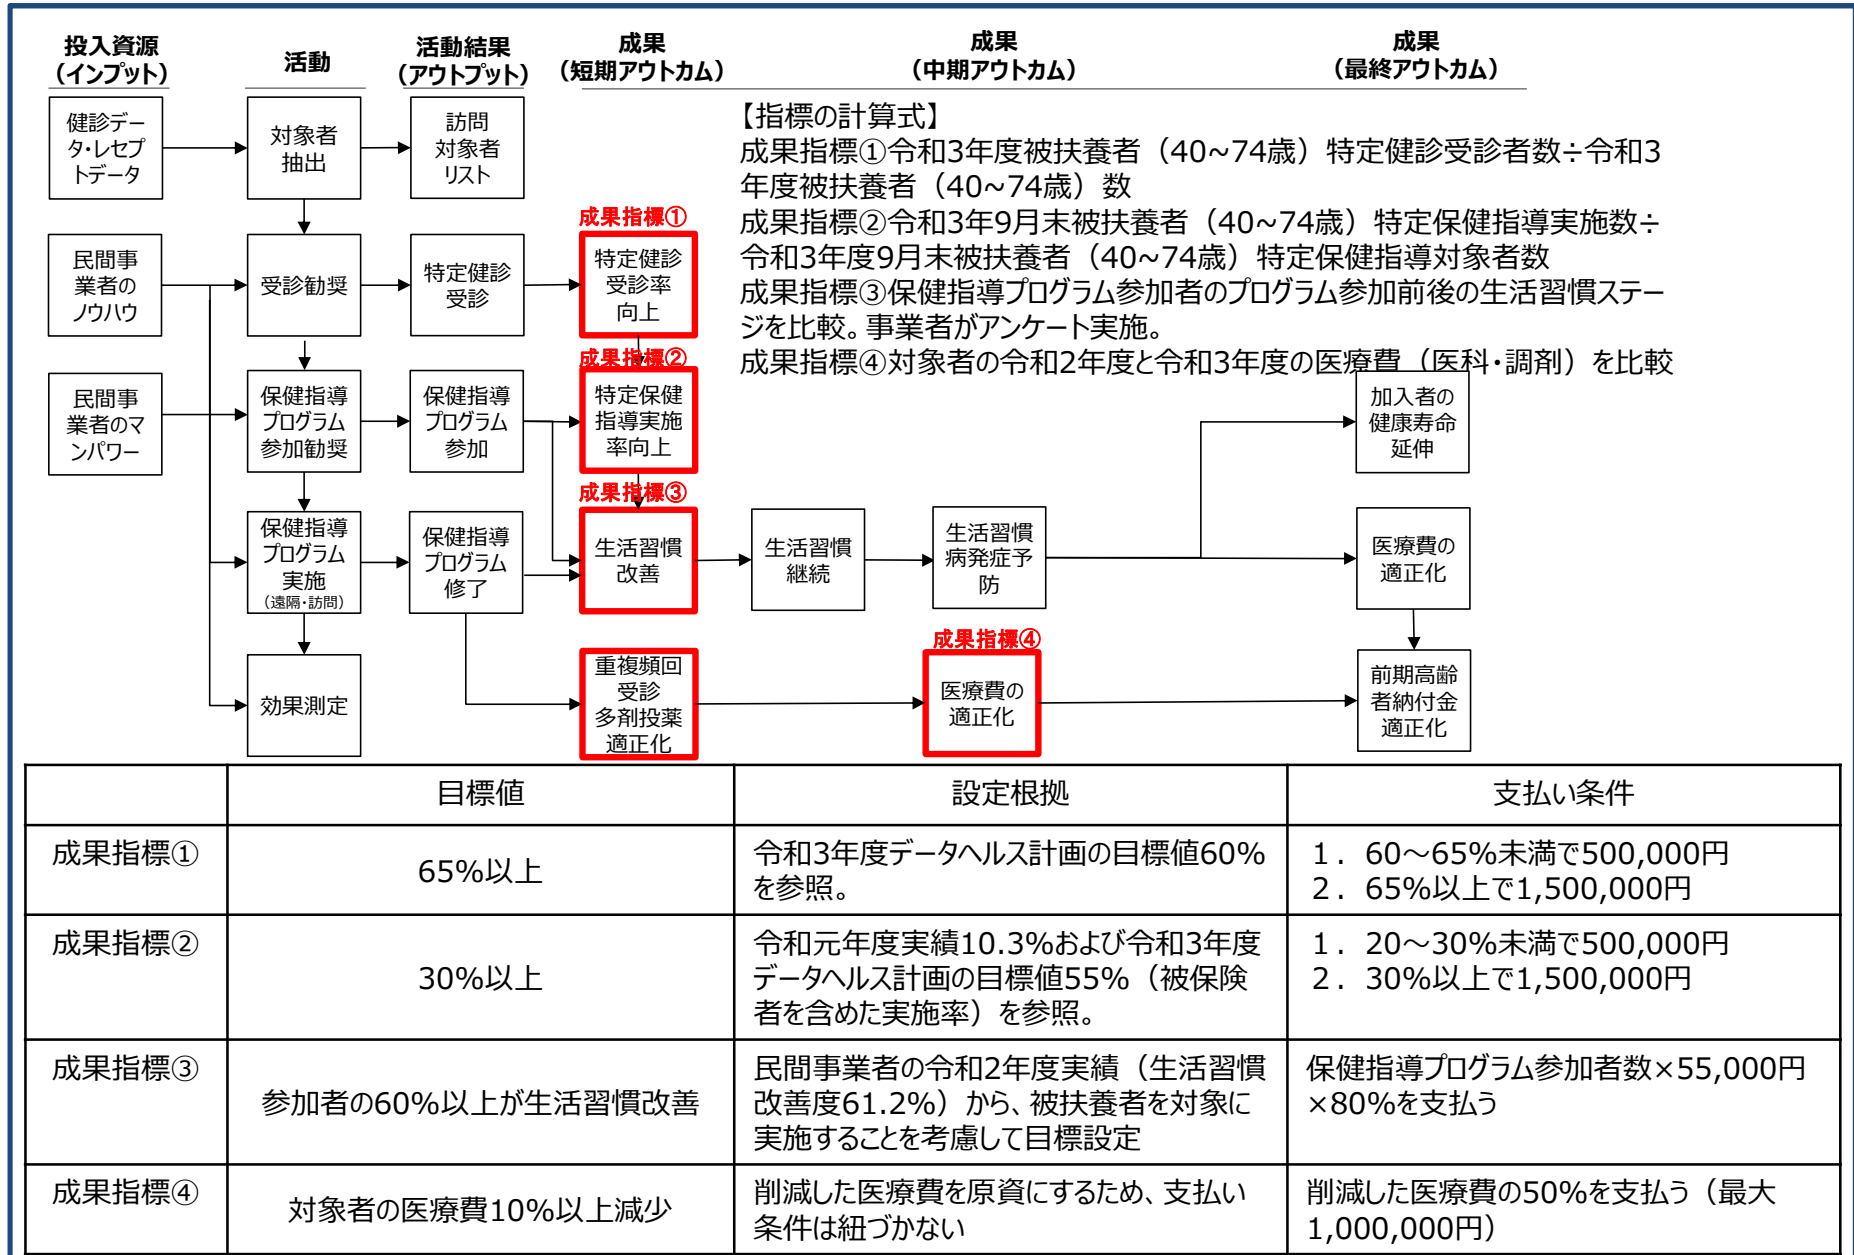 投入資源
（インプット）
活動
活動結果
（アウトプット）
成果
（短期アウトカム）
成果
（中期アウトカム）
成果
（最終アウトカム）
健診デー
タ・レセプ
トデータ
対象者
抽出
訪問
対象者
リスト
【指標の計算式】
成果指標①令和3年度被扶養者（40~74歳）特定健診受診者数÷令和3
年度被扶養者（40~74歳）数
成果指標②令和3年9月末被扶養者（40~74歳）特定保健指導実施数÷
令和3年度9月末被扶養者（40~74歳）特定保健指導対象者数
成果指標③保健指導プログラム参加者のプログラム参加前後の生活習慣ステー
ジを比較。事業者がアンケート実施。
成果指標④対象者の令和2年度と令和3年度の医療費（医科・調剤）を比較
民間事
業者の
ノウハウ
受診勧奨
特定健診
受診
成果指標①
特定健診
受診率
向上
民間事
業者のマ
ンパワー
保健指導
プログラム
参加勧奨
保健指導
プログラム
参加
成果指標②
特定保健
指導実施
率向上
加入者の
健康寿命
延伸
保健指導
プログラム
実施
（遠隔・訪問）
保健指導
プログラム
修了
成果指標③
生活習慣
改善
生活習慣
継続
生活習慣
病発症予
防
医療費の
適正化
効果測定
重複頻回
受診
多剤投薬
適正化
成果指標④
医療費の
適正化
前期高齢
者納付金
適正化
目標値
設定根拠
支払い条件
成果指標①
65%以上
令和3年度データヘルス計画の目標値60%
を参照。
1．60～65%未満で500,000円
2．65%以上で1,500,000円
成果指標②
30%以上
令和元年度実績10.3%および令和3年度
データヘルス計画の目標値55%（被保険
者を含めた実施率）を参照。
1．20～30%未満で500,000円
2．30%以上で1,500,000円
成果指標③
参加者の60%以上が生活習慣改善
民間事業者の令和2年度実績（生活習慣
改善度61.2%）から、被扶養者を対象に
実施することを考慮して目標設定
保健指導プログラム参加者数×55,000円
×80%を支払う
成果指標④
対象者の医療費10%以上減少
削減した医療費を原資にするため、支払い
条件は紐づかない
削減した医療費の50%を支払う（最大
1,000,000円）